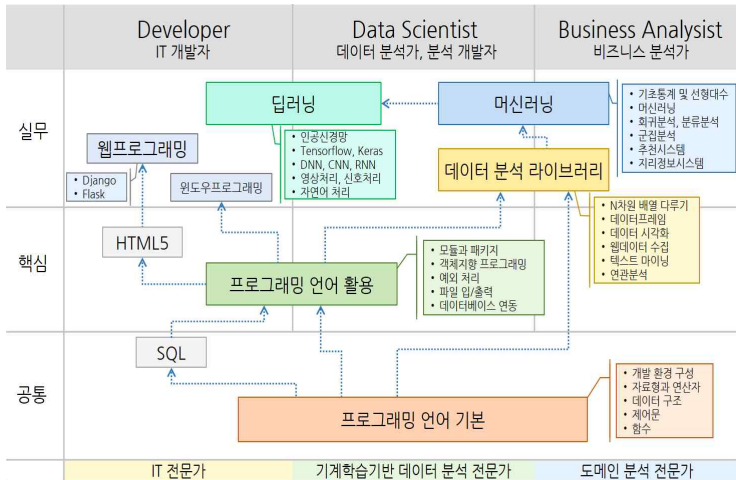 Developer
IT 개발자
Data Scientist
데이터 분석가, 분석 개발자
Business Analysist
비즈니스 분석가
실무
딥러닝
• 인공신경망
• Tensorflow, Keras
• DNN, CNN, RNN
• 영상처리, 신호처리
• 자연어 처리
머신러닝
• 기초통계 및 선형대수
• 머신러닝
• 회귀분석, 분류분석
• 군집분석
• 추천시스템
• 지리정보시스템
웹프로그래밍
• Django
• Flask
윈도우프로그래밍
데이터 분석 라이브러리
• N차원 배열 다루기
• 데이터프레임
• 데이터 시각화
• 웹데이터 수집
• 텍스트 마이닝
• 연관분석
핵심
HTML5
프로그래밍 언어 활용
• 모듈과 패키지
• 객체지향 프로그래밍
• 예외 처리
• 파일 입/출력
• 데이터베이스 연동
공통
SQL
프로그래밍 언어 기본
• 개발 환경 구성
• 자료형과 연산자
• 데이터 구조
• 제어문
• 함수
IT 전문가
기계학습기반 데이터 분석 전문가
도메인 분석 전문가